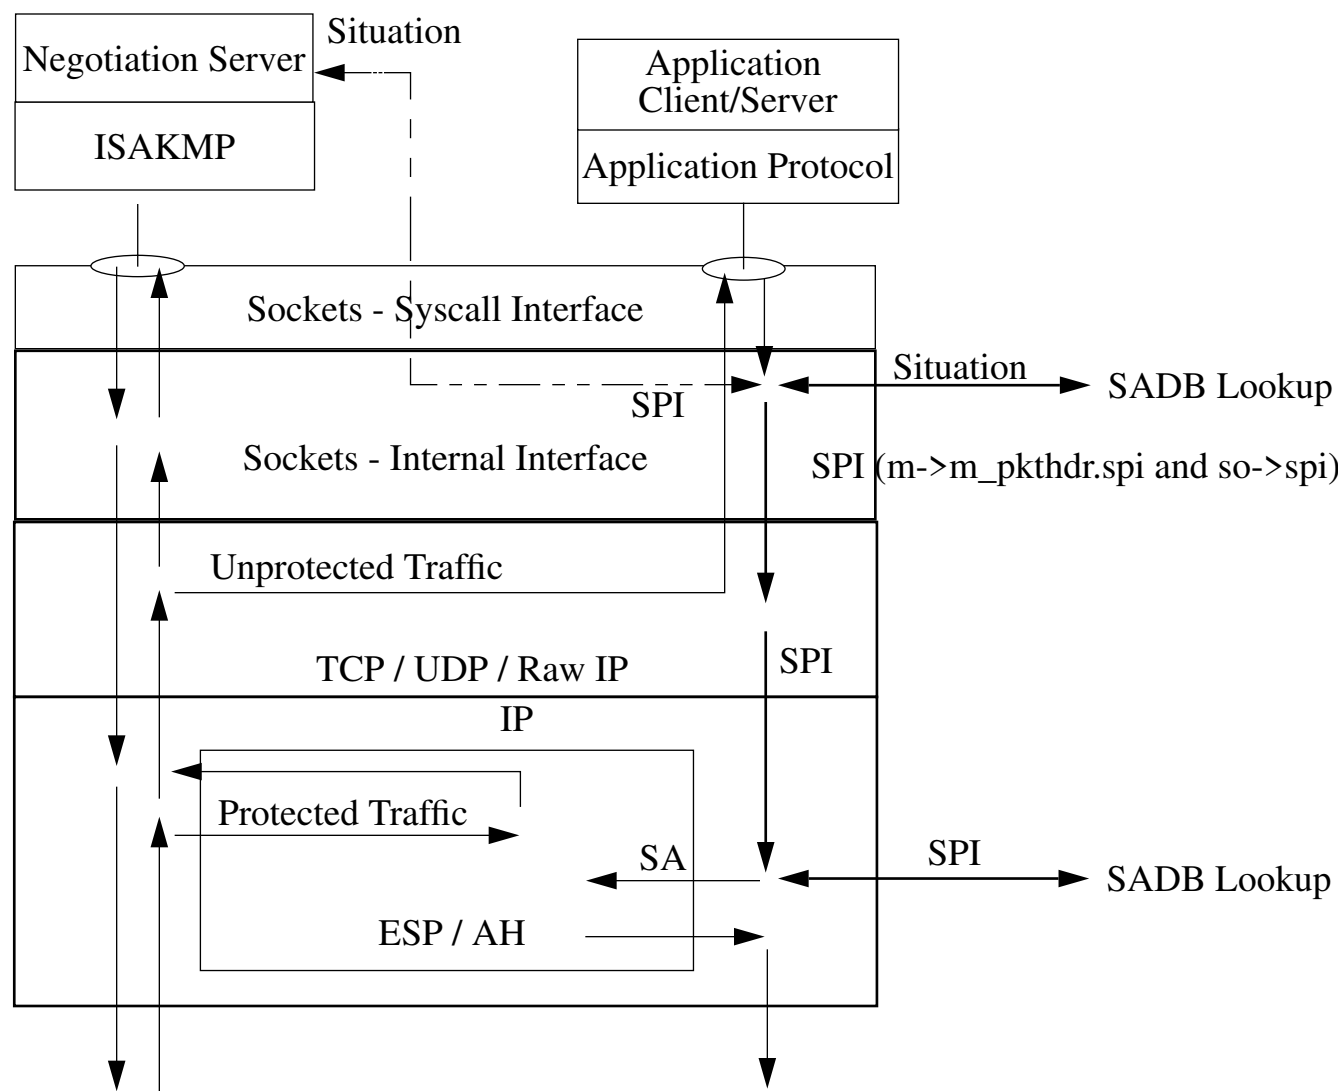 Situation
Negotiation Server
ISAKMP
Application
Client/Server
Application Protocol
Sockets - Syscall Interface
Situation
SADB Lookup
SPI
Sockets - Internal Interface
SPI (m->m_pkthdr.spi and so->spi)
Unprotected Traffic
TCP / UDP / Raw IP
SPI
IP
Protected Traffic
SA
SPI
SADB Lookup
ESP / AH